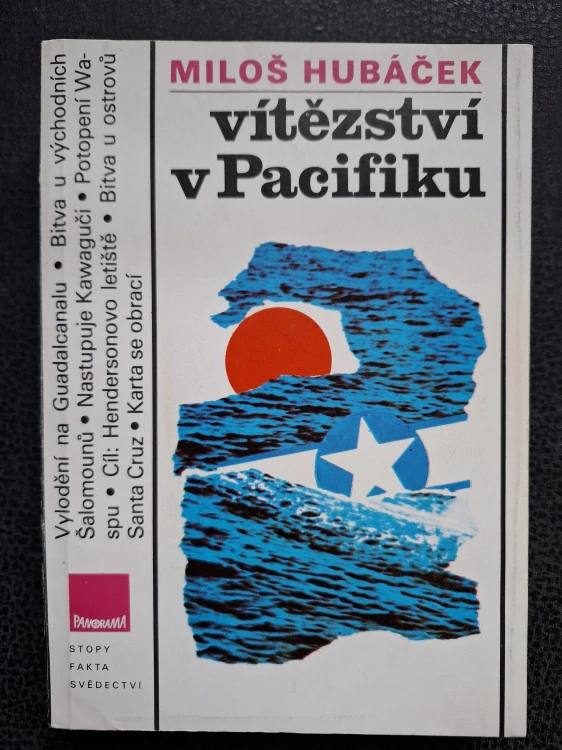 MILOŠ HUBÁČEK
vítězství
v Pacifiku
Vylodění na Guadalcanalu • Bitva u východních
Šalomounů • Nastupuje Kawaguči • Potopení Wa-
spu • Cíl: Hendersonovo letiště • Bitva u ostrovů
Santa Cruz • Karta se obrací
PANORAMA
STOPY
FAKTA
SVĚDECTVÍ